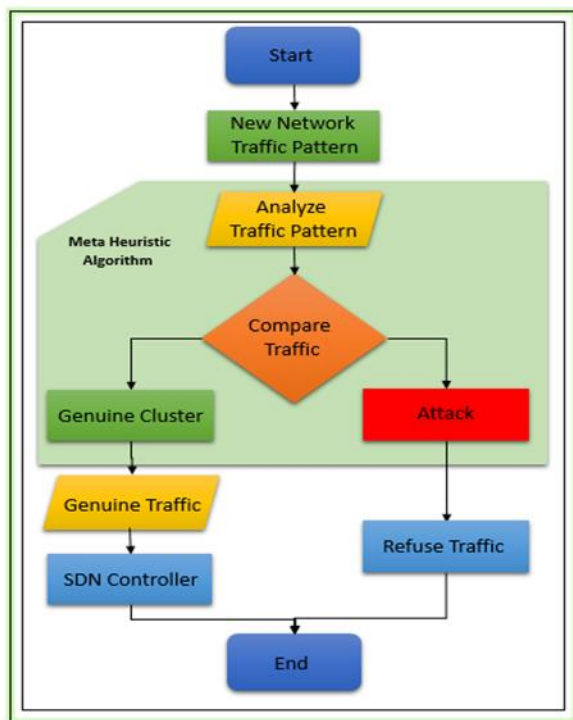 Start
New Network
Traffic Pattern
Analyze
Traffic Pattern
Meta Heuristic
Algorithm
Compare
Traffic
Genuine Cluster
Attack
Genuine Traffic
Refuse Traffic
SDN Controller
End